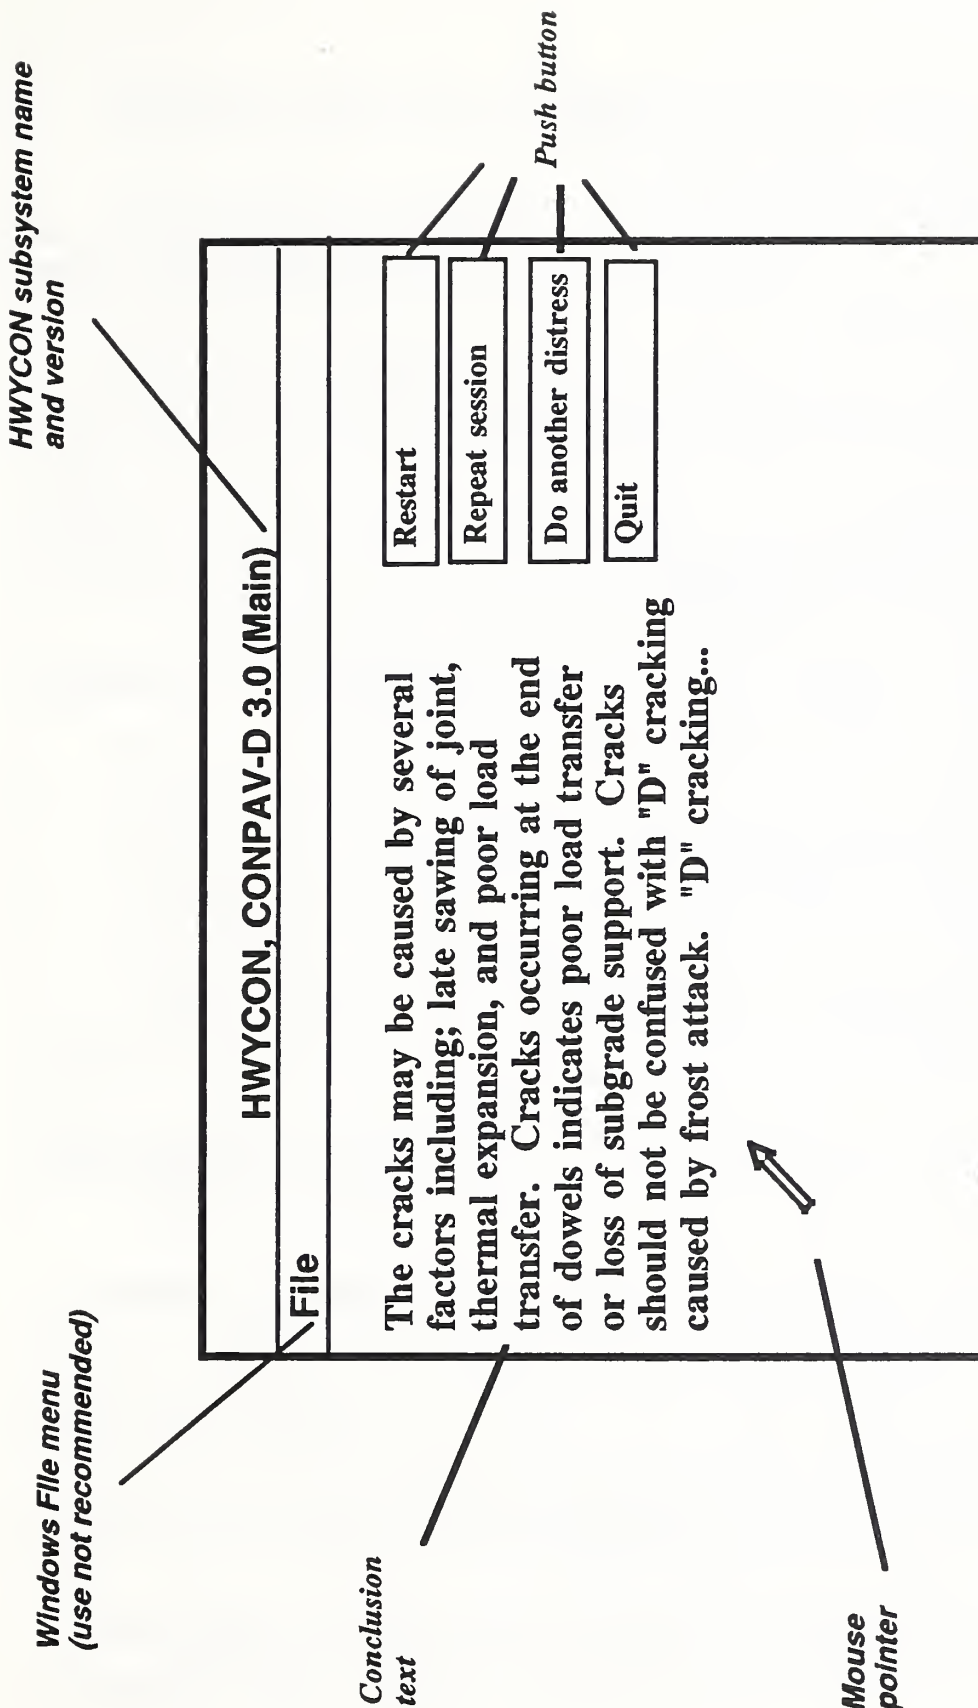 HWYCON subsystem name
and version
Windows File menu
(use not recommended)
HWYCON, CONPAV-D 3.0 (Main)
File
The cracks may be caused by several
factors including; late sawing of joint,
thermal expansion, and poor load
transfer. Cracks occurring at the end
of dowels indicates poor load transfer
or loss of subgrade support. Cracks
should not be confused with "D" cracking
caused by frost attack. "D" cracking...
Restart
Repeat session
Do another distress
Quit
Push button
Conclusion
text
Mouse
pointer